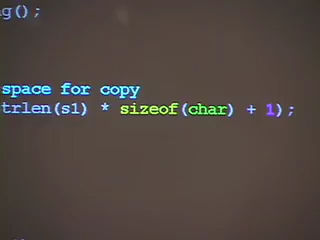 g();
space for copy
trlen(s1) * sizeof(char) + 1);